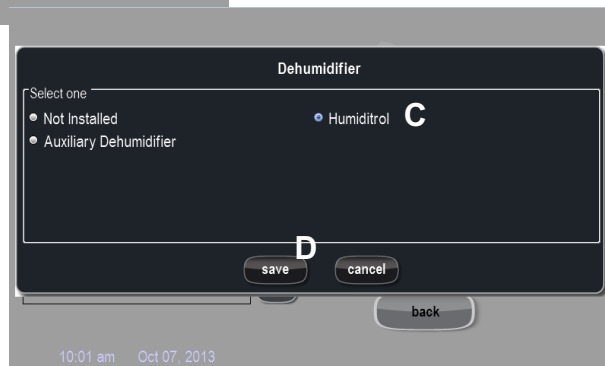 Dehumidifier
Select one
Not Installed
Humiditrol C
Auxiliary Dehumidifier
D
save cancel
back
10:01 am Oct 07, 2013